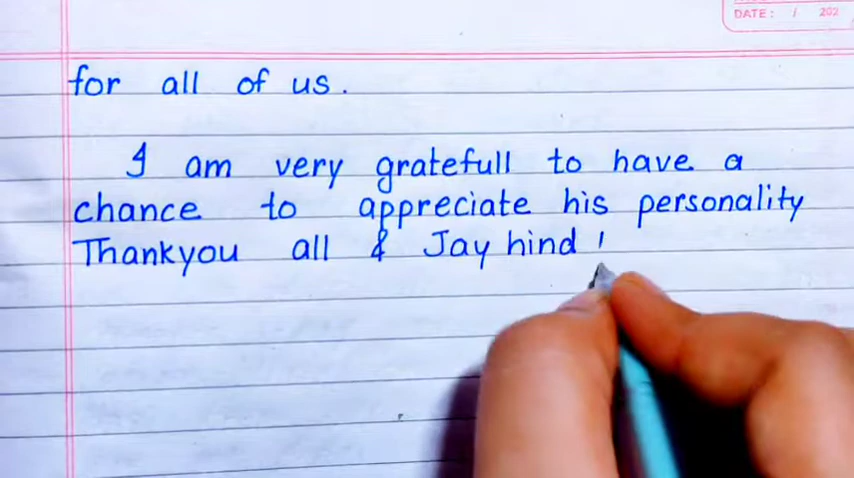 DATE: / 202
for all of us.
I am very gratefull to have a
chance to appreciate his personality
Thankyou all & Jay hind !